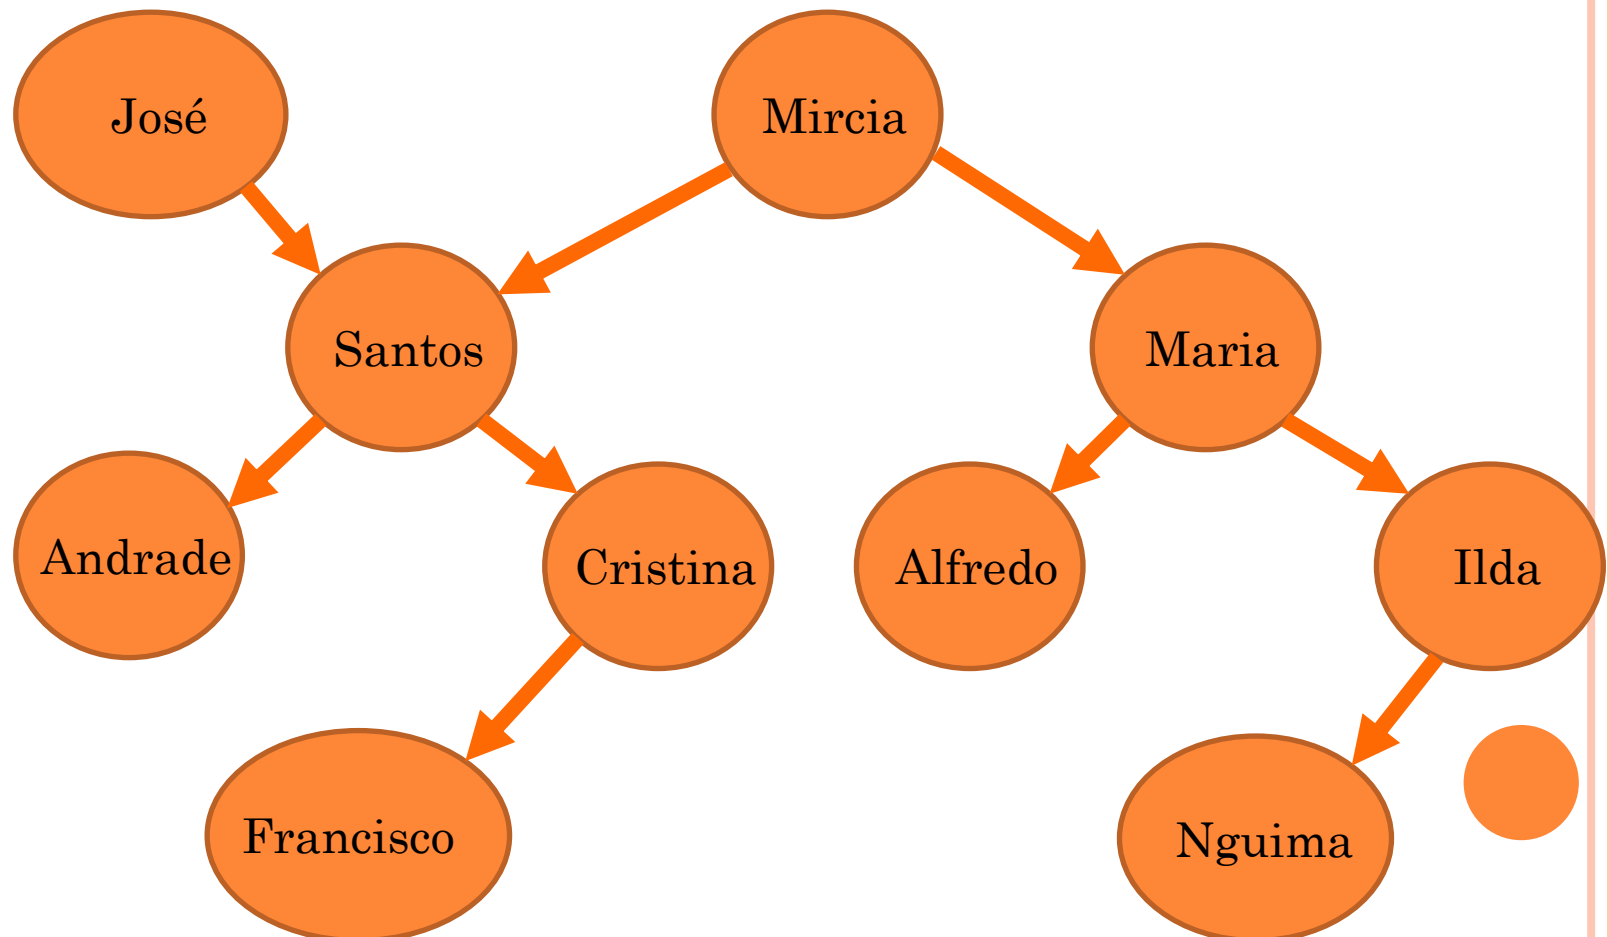 José
Mircia
Santos
Maria
Andrade
Cristina
Alfredo
Ilda
Francisco
Nguima